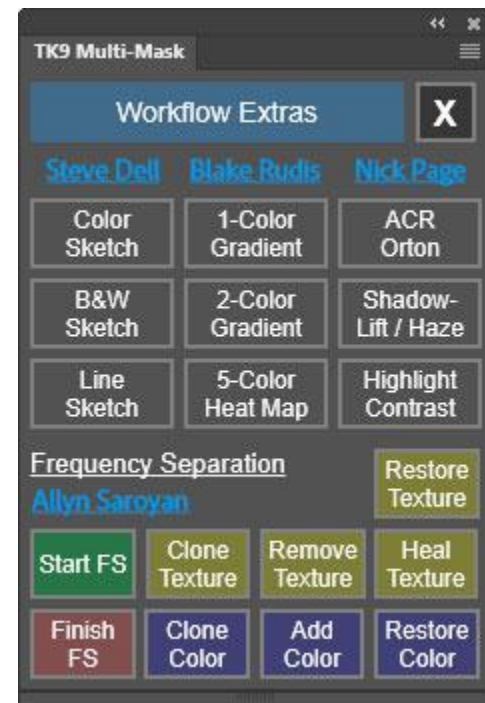 TK9 Multi-Mask
Workflow Extras
X
Steve Dell Blake Rudis Nick Page
Color
Sketch
1-Color
Gradient
ACR
Orton
B&W
Sketch
2-Color
Gradient
Shadow-
Lift / Haze
Line
Sketch
5-Color
Heat Map
Highlight
Contrast
Frequency Separation
Allyn Saroyan
Restore
Texture
Start FS
Clone
Texture
Remove
Texture
Heal
Texture
Finish
FS
Clone
Color
Add
Color
Restore
Color